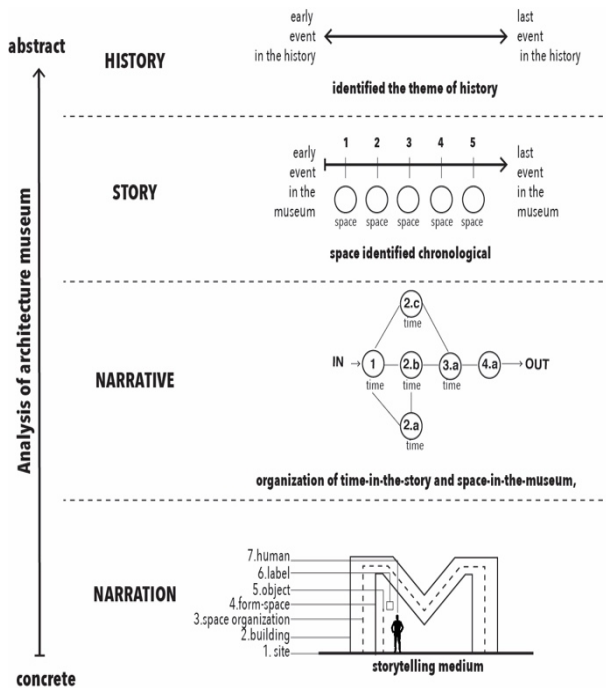 abstract
Analysis of architecture museum
concrete
HISTORY
early
event
in the history
last
event
in the history
identified the theme of history
STORY
early
event
in the
museum
1 2 3 4 5
space space space space space
last
event
in the
museum
space identified chronological
NARRATIVE
2.c
time
IN 1 2.b 3.a 4.a OUT
time time time
2.a
time
organization of time-in-the-story and space-in-the-museum,
NARRATION
7.human
6.label
5.object
4.form-space
3.space organization
2.building
1. site
storytelling medium